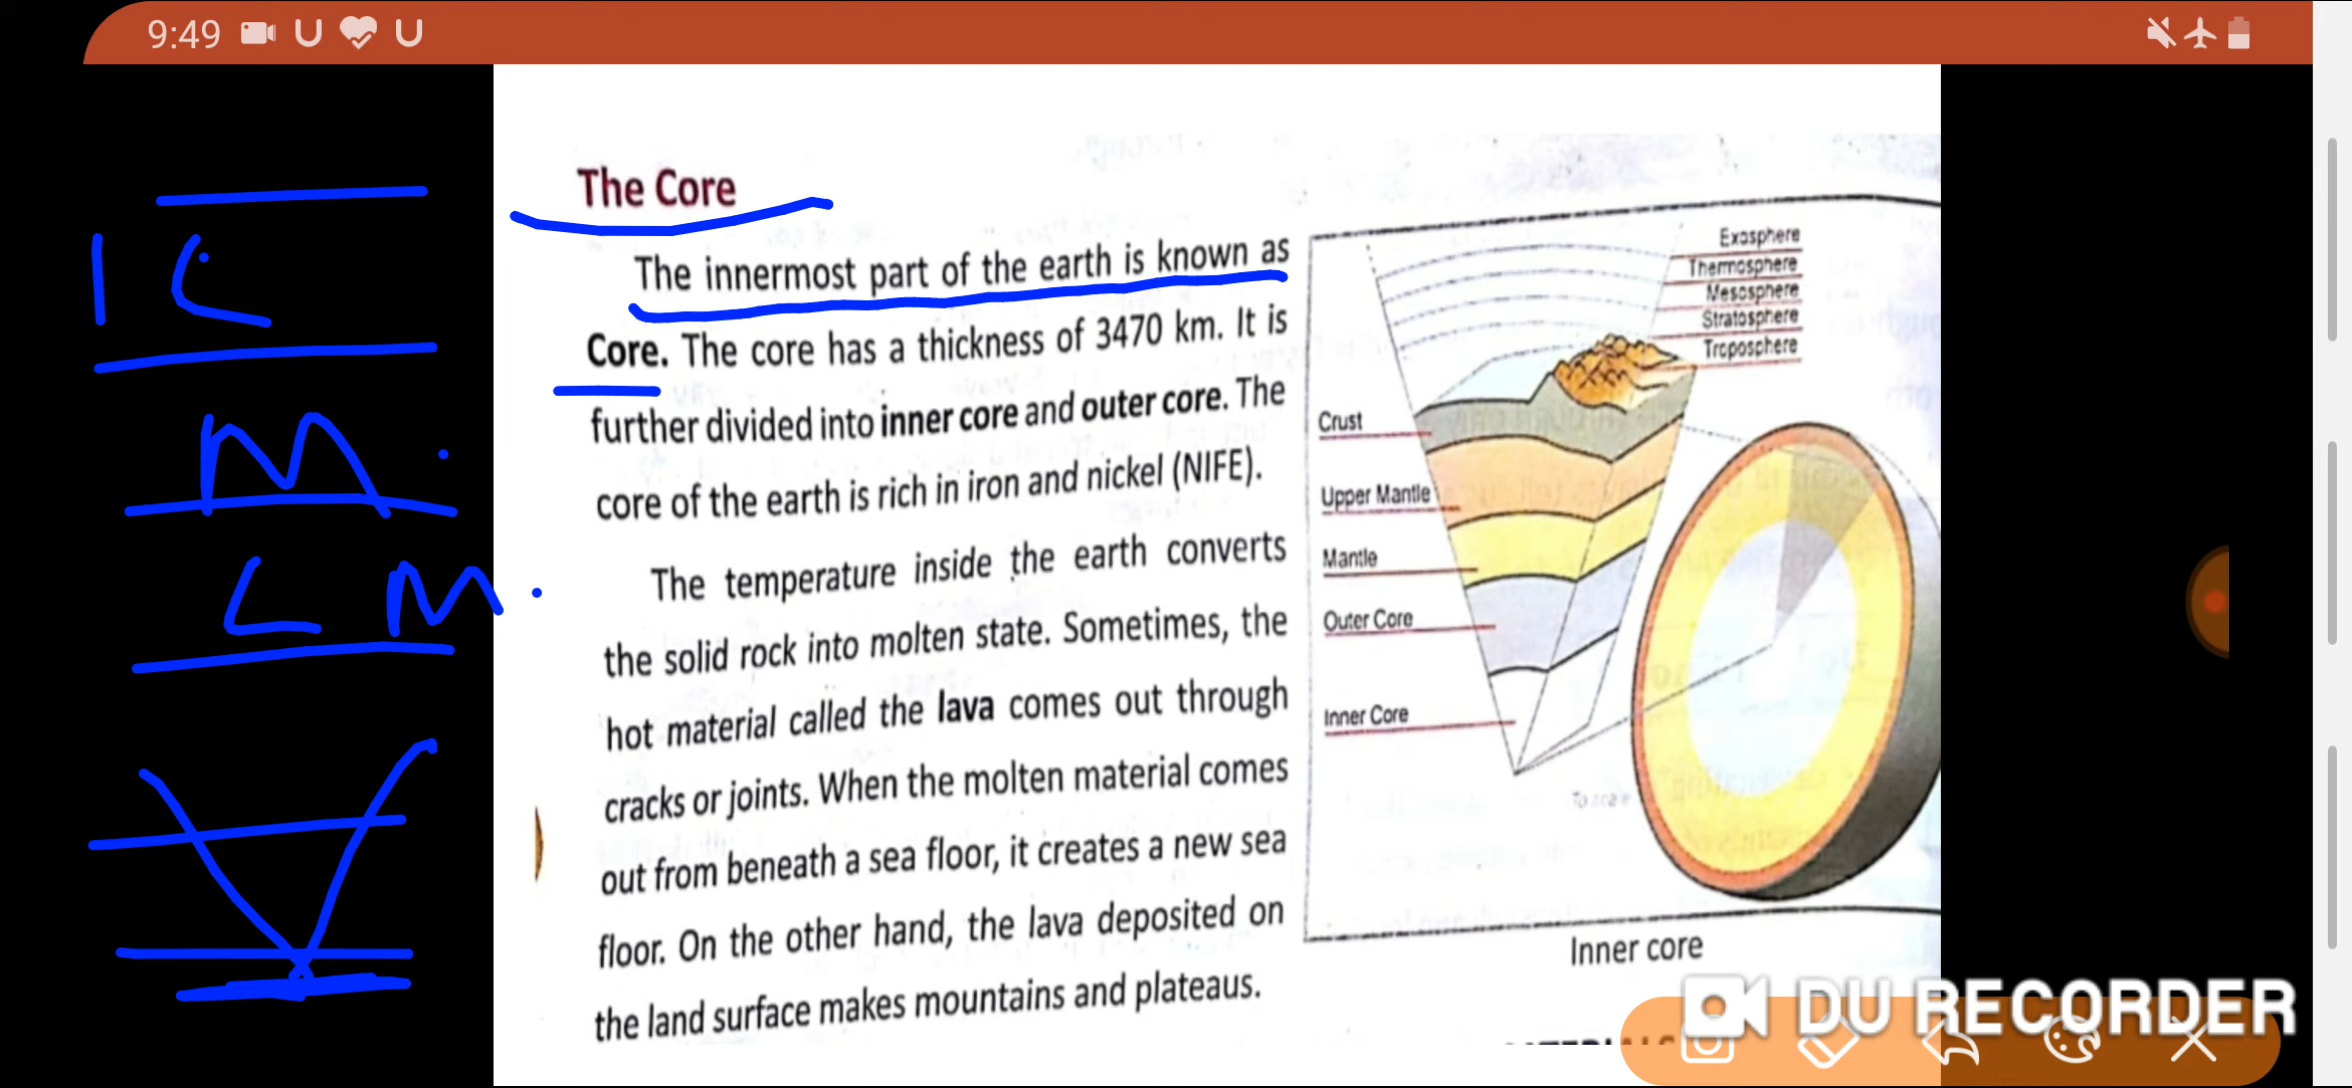 9:49
The Core
The innermost part of the earth is known as
Core. The core has a thickness of 3470 km. It is
further divided into inner core and outer core. The
core of the earth is rich in iron and nickel (NIFE).
The temperature inside the earth converts
the solid rock into molten state. Sometimes, the
hot material called the lava comes out through
cracks or joints. When the molten material comes
out from beneath a sea floor, it creates a new sea
floor. On the other hand, the lava deposited on
the land surface makes mountains and plateaus.
Exosphere
Thermosphere
Mesosphere
Stratosphere
Troposphere
Crust
Upper Mantle
Mantle
Outer Core
Inner Core
Inner core
M
L M
DU RECORDER